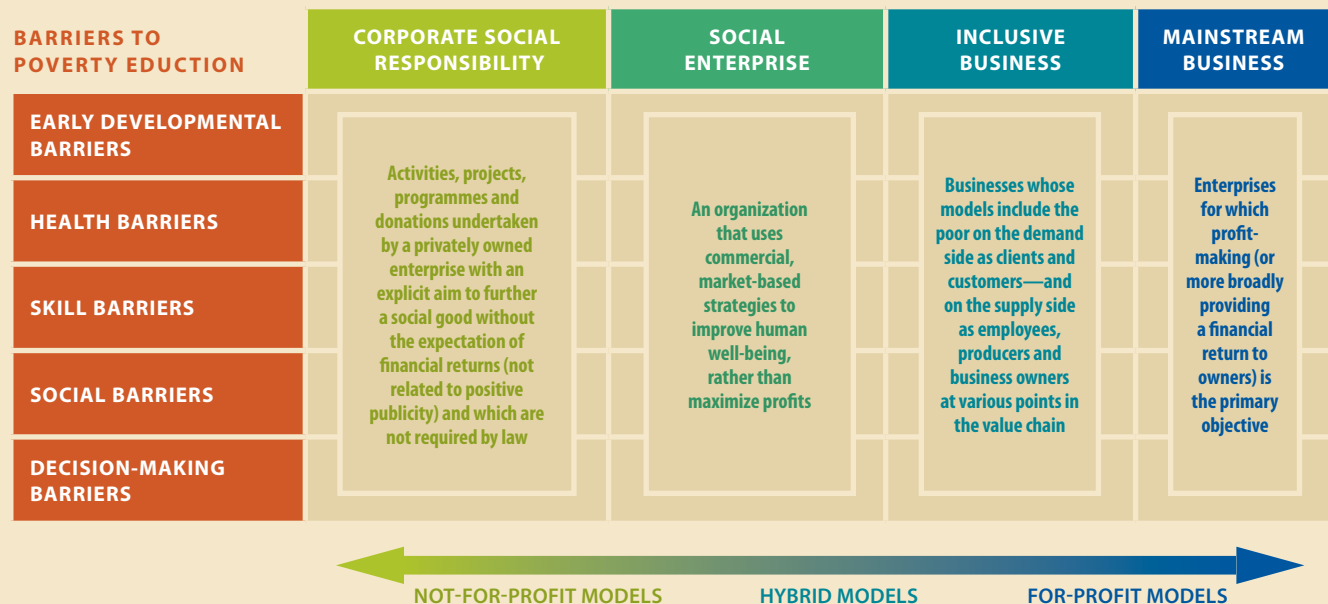 BARRIERS TO
POVERTY EDUCTION
CORPORATE SOCIAL
RESPONSIBILITY
SOCIAL
ENTERPRISE
INCLUSIVE
BUSINESS
MAINSTREAM
BUSINESS
EARLY DEVELOPMENTAL
BARRIERS
HEALTH BARRIERS
SKILL BARRIERS
SOCIAL BARRIERS
DECISION-MAKING
BARRIERS
Activities, projects,
programmes and
donations undertaken
by a privately owned
enterprise with an
explicit aim to further
a social good without
the expectation of
financial returns (not
related to positive
publicity) and which are
not required by law
An organization
that uses
commercial,
market-based
strategies to
improve human
well-being,
rather than
maximize profits
Businesses whose
models include the
poor on the demand
side as clients and
customers—and
on the supply side
as employees,
producers and
business owners
at various points in
the value chain
Enterprises
for which
profit-
making (or
more broadly
providing
a financial
return to
owners) is
the primary
objective
NOT-FOR-PROFIT MODELS
HYBRID MODELS
FOR-PROFIT MODELS